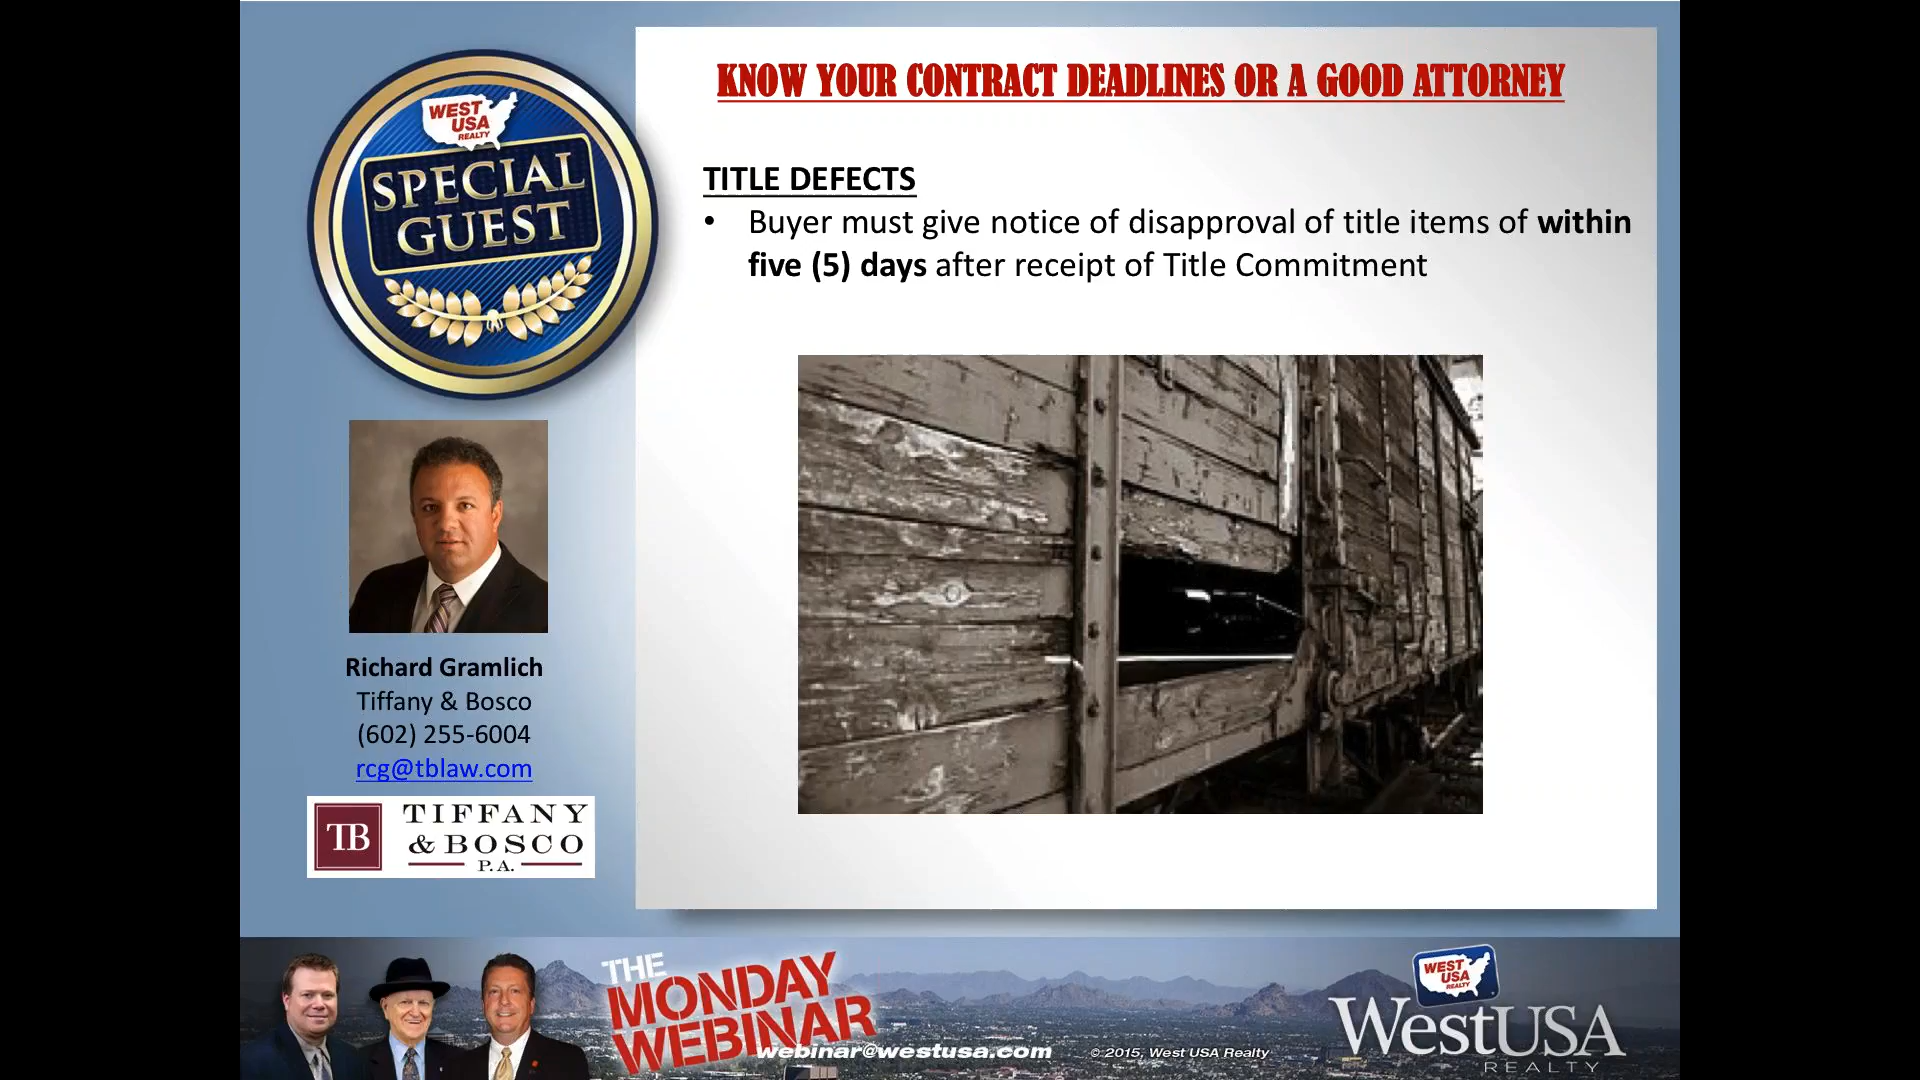 WEST
USA
REALTY
SPECIAL
GUEST
KNOW YOUR CONTRACT DEADLINES OR A GOOD ATTORNEY
TITLE DEFECTS
• Buyer must give notice of disapproval of title items of within
five (5) days after receipt of Title Commitment
Richard Gramlich
Tiffany & Bosco
(602) 255-6004
rcg@tblaw.com
TB
TIFFANY
& BOSCO
P.A.
THE
MONDAY
WEBINAR
webinar@westusa.com
© 2015, West USA Realty
WEST
USA
REALTY
WestUSA
REALTY